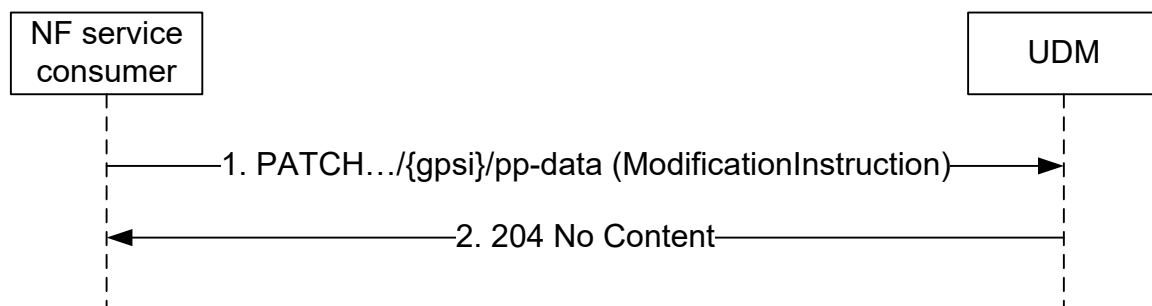 NF service
consumer
UDM
1. PATCH…/{gpsi}/pp-data (ModificationInstruction)
2. 204 No Content